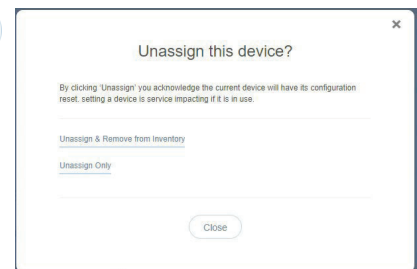 Unassign this device?
By clicking 'Unassign' you acknowledge the current device will have its configuration
reset. setting a device is service impacting if it is in use.
Unassign & Remove from Inventory
Unassign Only
Close